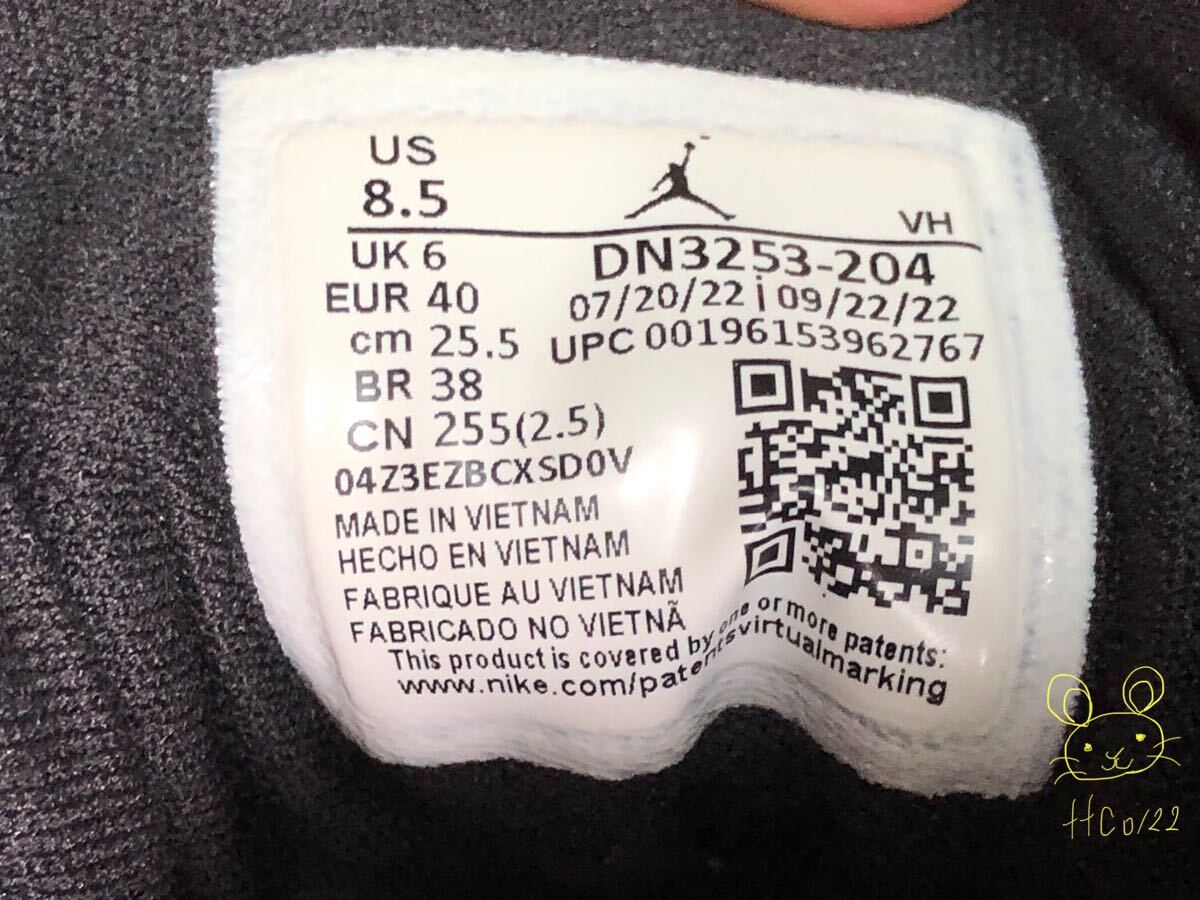 US
8.5
VH
UK 6
DN3253-204
EUR 40
07/20/22 | 09/22/22
cm 25.5
UPC 00196153962767
BR 38
CN 255(2.5)
04Z3EZBCXSD0V
MADE IN VIETNAM
HECHO EN VIETNAM
FABRIQUE AU VIETNAM
FABRICADO NO VIETNÃ
This product is covered by one or more patents:
www.nike.com/patentsvirtualmarking
HCo122